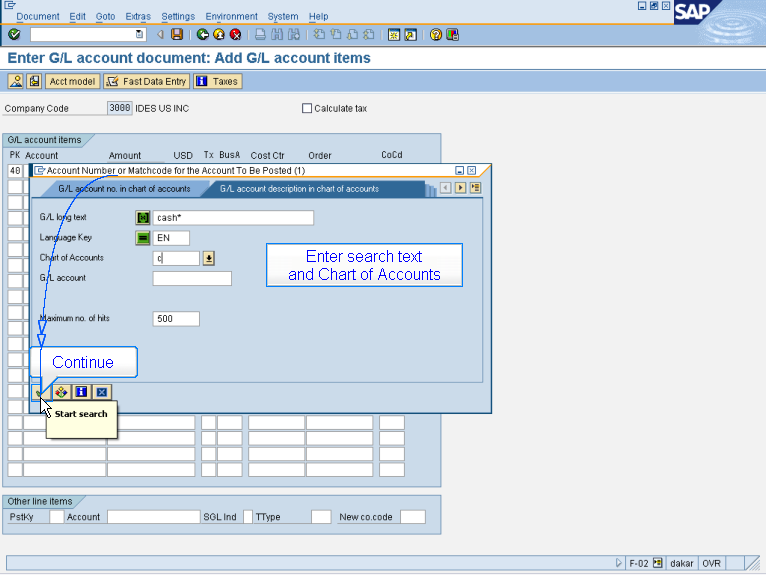 Document Edit Goto Extras Settings Environment System Help
SAP
Enter G/L account document: Add G/L account items
Acct model Fast Data Entry Taxes
Company Code 3000 IDES US INC Calculate tax
G/L account items
PK Account Amount USD Tx BusA Cost Ctr Order CoCd
40
Account Number or Matchcode for the Account To Be Posted (1)
G/L account no. in chart of accounts G/L account description in chart of accounts
G/L long text cash*
Language Key EN
Chart of Accounts c
G/L account
Enter search text
and Chart of Accounts
Maximum no. of hits 500
Continue
Start search
Other line items
PstKy Account SGL Ind TType New co.code
F-02 dakar OVR